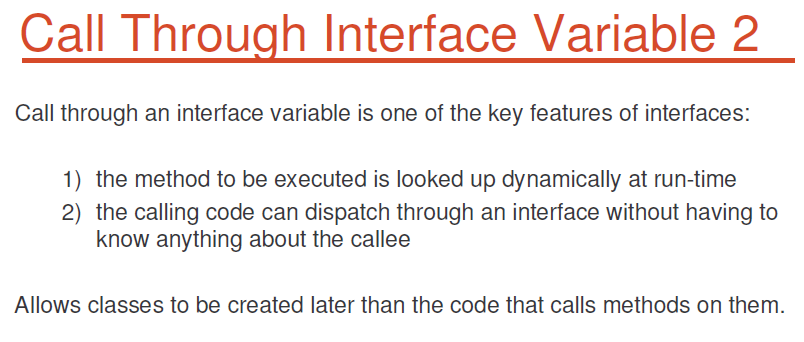 Call Through Interface Variable 2
Call through an interface variable is one of the key features of interfaces:
1) the method to be executed is looked up dynamically at run-time
2) the calling code can dispatch through an interface without having to
know anything about the callee
Allows classes to be created later than the code that calls methods on them.